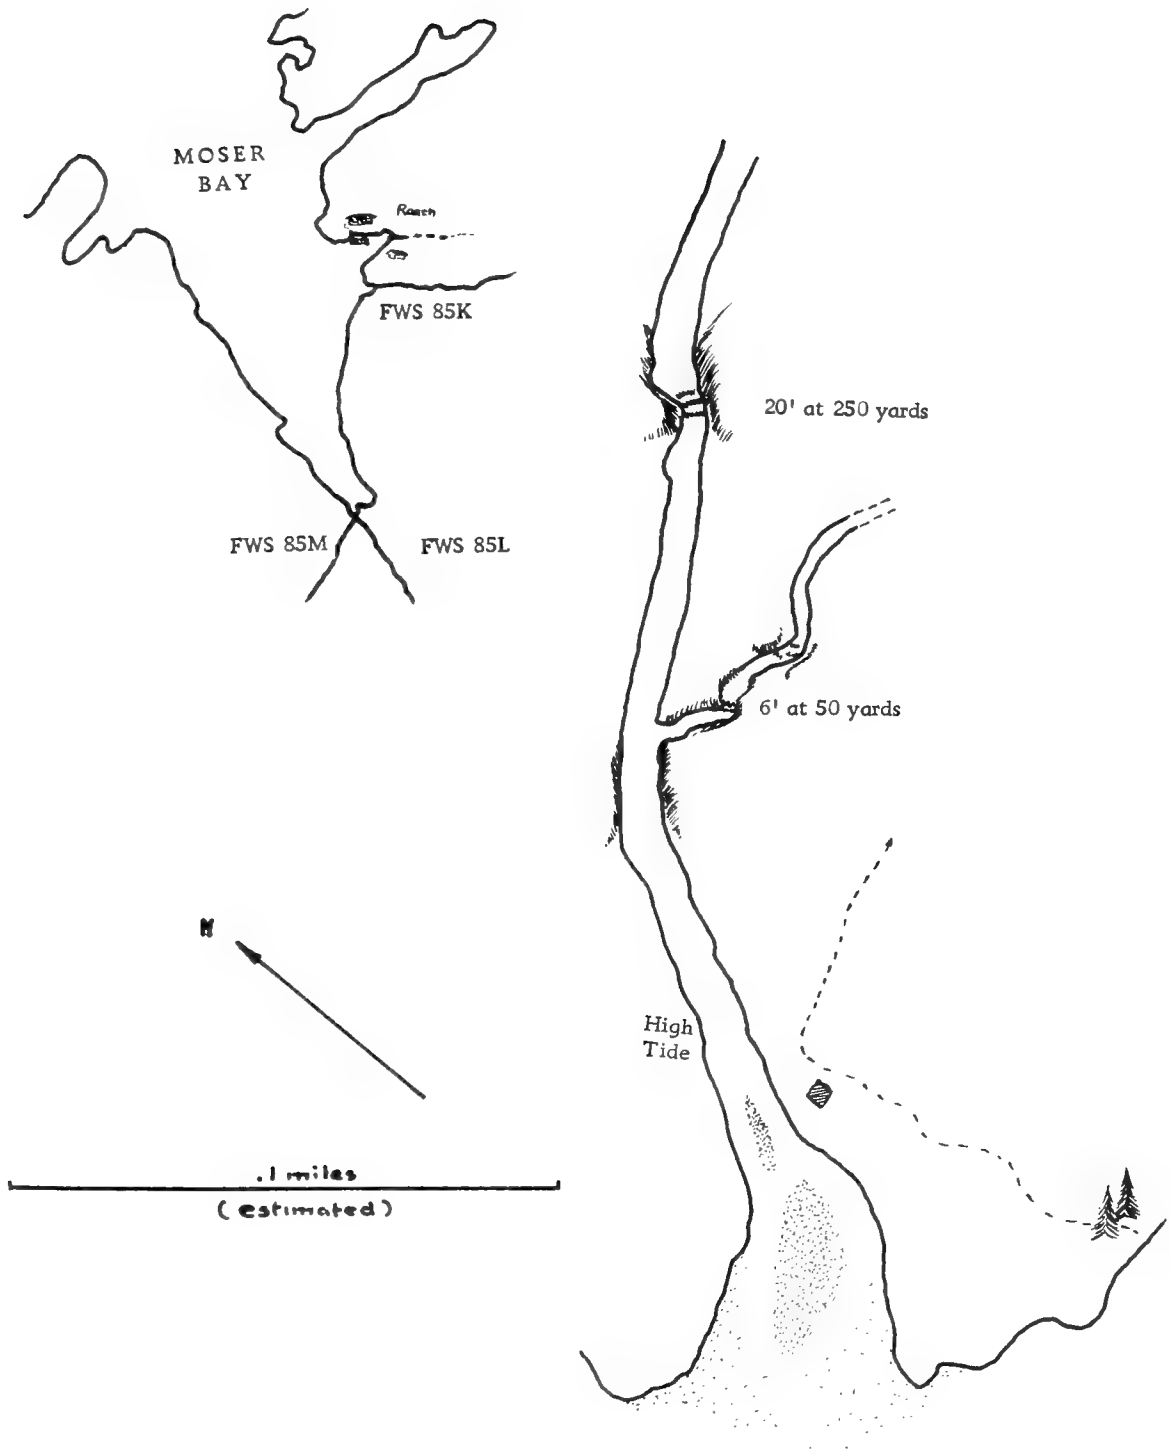 MOSER
BAY
Ranch
FWS 85K
20' at 250 yards
FWS 85M
FWS 85L
6' at 50 yards
N
High
Tide
.1 miles
(estimated)